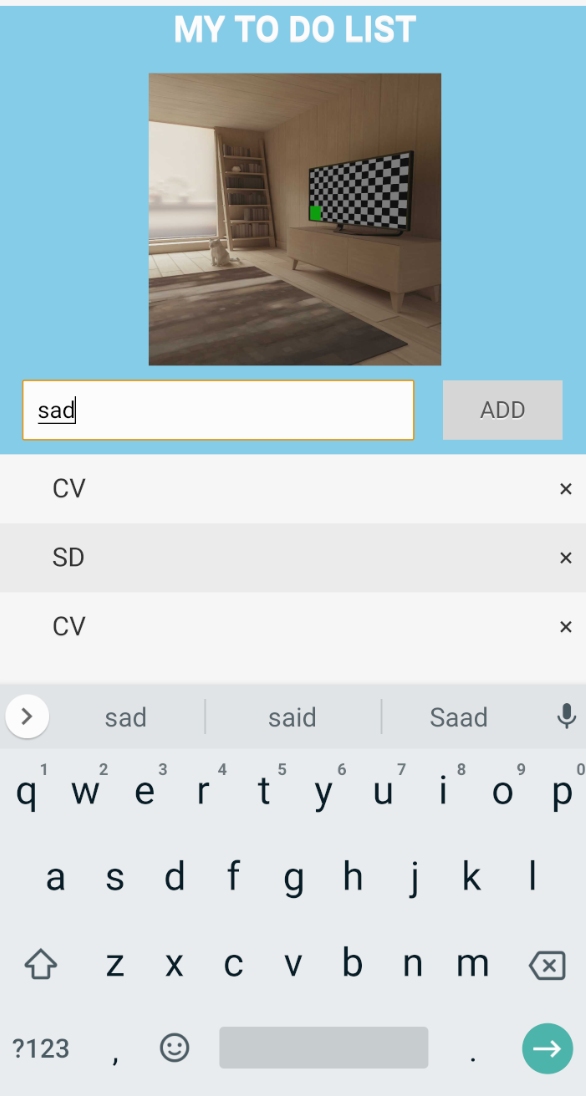 MY TO DO LIST
sad
ADD
CV ×
SD ×
CV ×
sad said Saad
1 2 3 4 5 6 7 8 9 0
q w e r t y u i o p
a s d f g h j k l
z x c v b n m
?123 , .